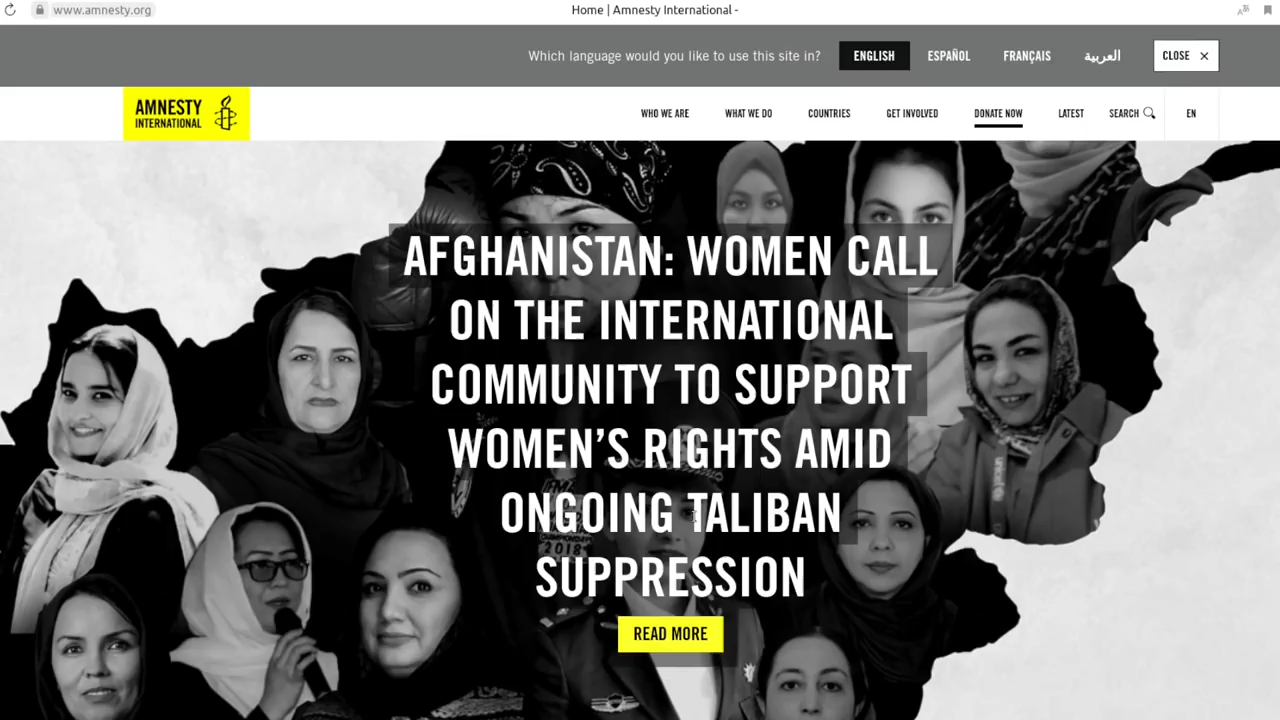 www.amnesty.org
Home | Amnesty International -
Which language would you like to use this site in?
ENGLISH
ESPAÑOL
FRANÇAIS
العربية
CLOSE ×
AMNESTY
INTERNATIONAL
WHO WE ARE
WHAT WE DO
COUNTRIES
GET INVOLVED
DONATE NOW
LATEST
SEARCH
EN
AFGHANISTAN: WOMEN CALL
ON THE INTERNATIONAL
COMMUNITY TO SUPPORT
WOMEN’S RIGHTS AMID
ONGOING TALIBAN
SUPPRESSION
2018
unicef
READ MORE